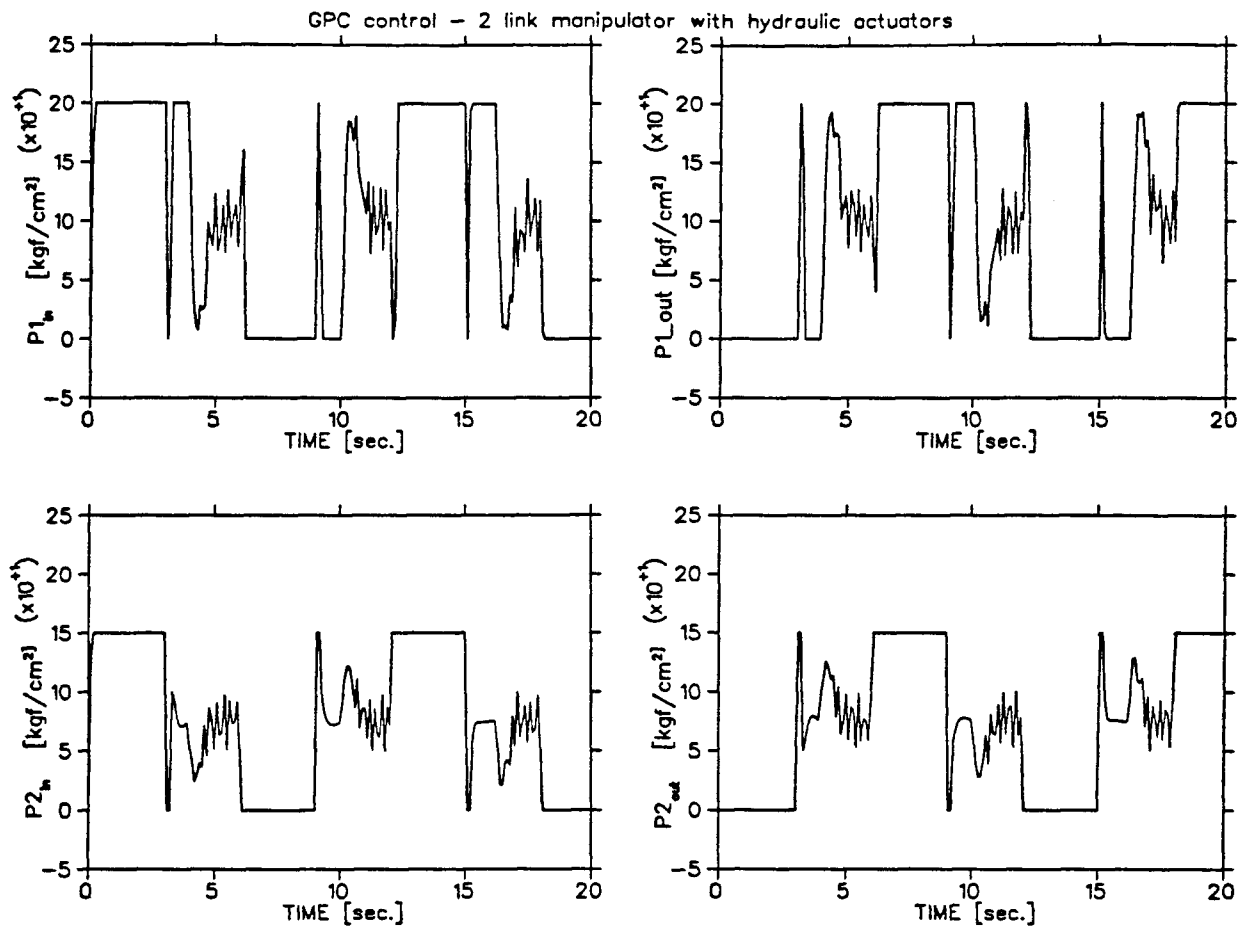 GPC control – 2 link manipulator with hydraulic actuators
P1in [kgf/cm²] (x10⁺¹)
25
20
15
10
5
0
−5
0 5 10 15 20
TIME [sec.]
P1_out [kgf/cm²] (x10⁺¹)
25
20
15
10
5
0
−5
0 5 10 15 20
TIME [sec.]
P2in [kgf/cm²] (x10⁺¹)
25
20
15
10
5
0
−5
0 5 10 15 20
TIME [sec.]
P2out [kgf/cm²] (x10⁺¹)
25
20
15
10
5
0
−5
0 5 10 15 20
TIME [sec.]